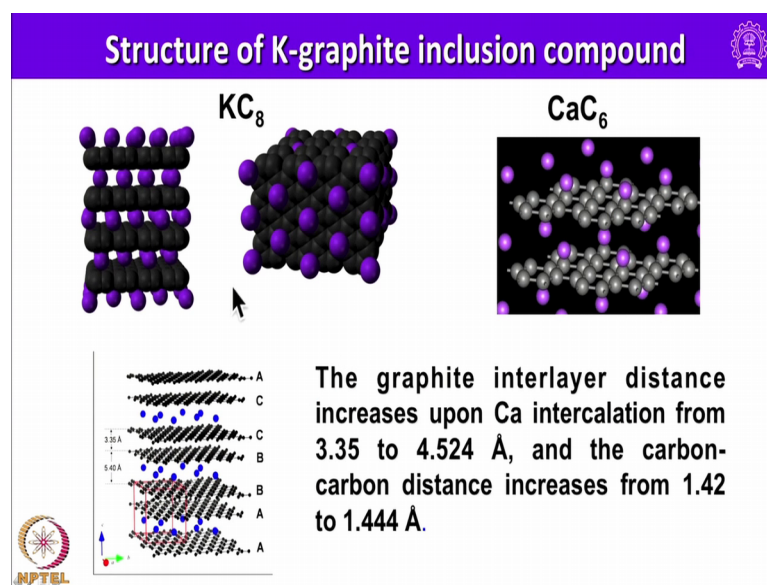 Structure of K-graphite inclusion compound
KC8
CaC6
A
C
C
3.35 Å
B
5.40 Å
B
A
A
The graphite interlayer distance
increases upon Ca intercalation from
3.35 to 4.524 Å, and the carbon-
carbon distance increases from 1.42
to 1.444 Å.
NPTEL